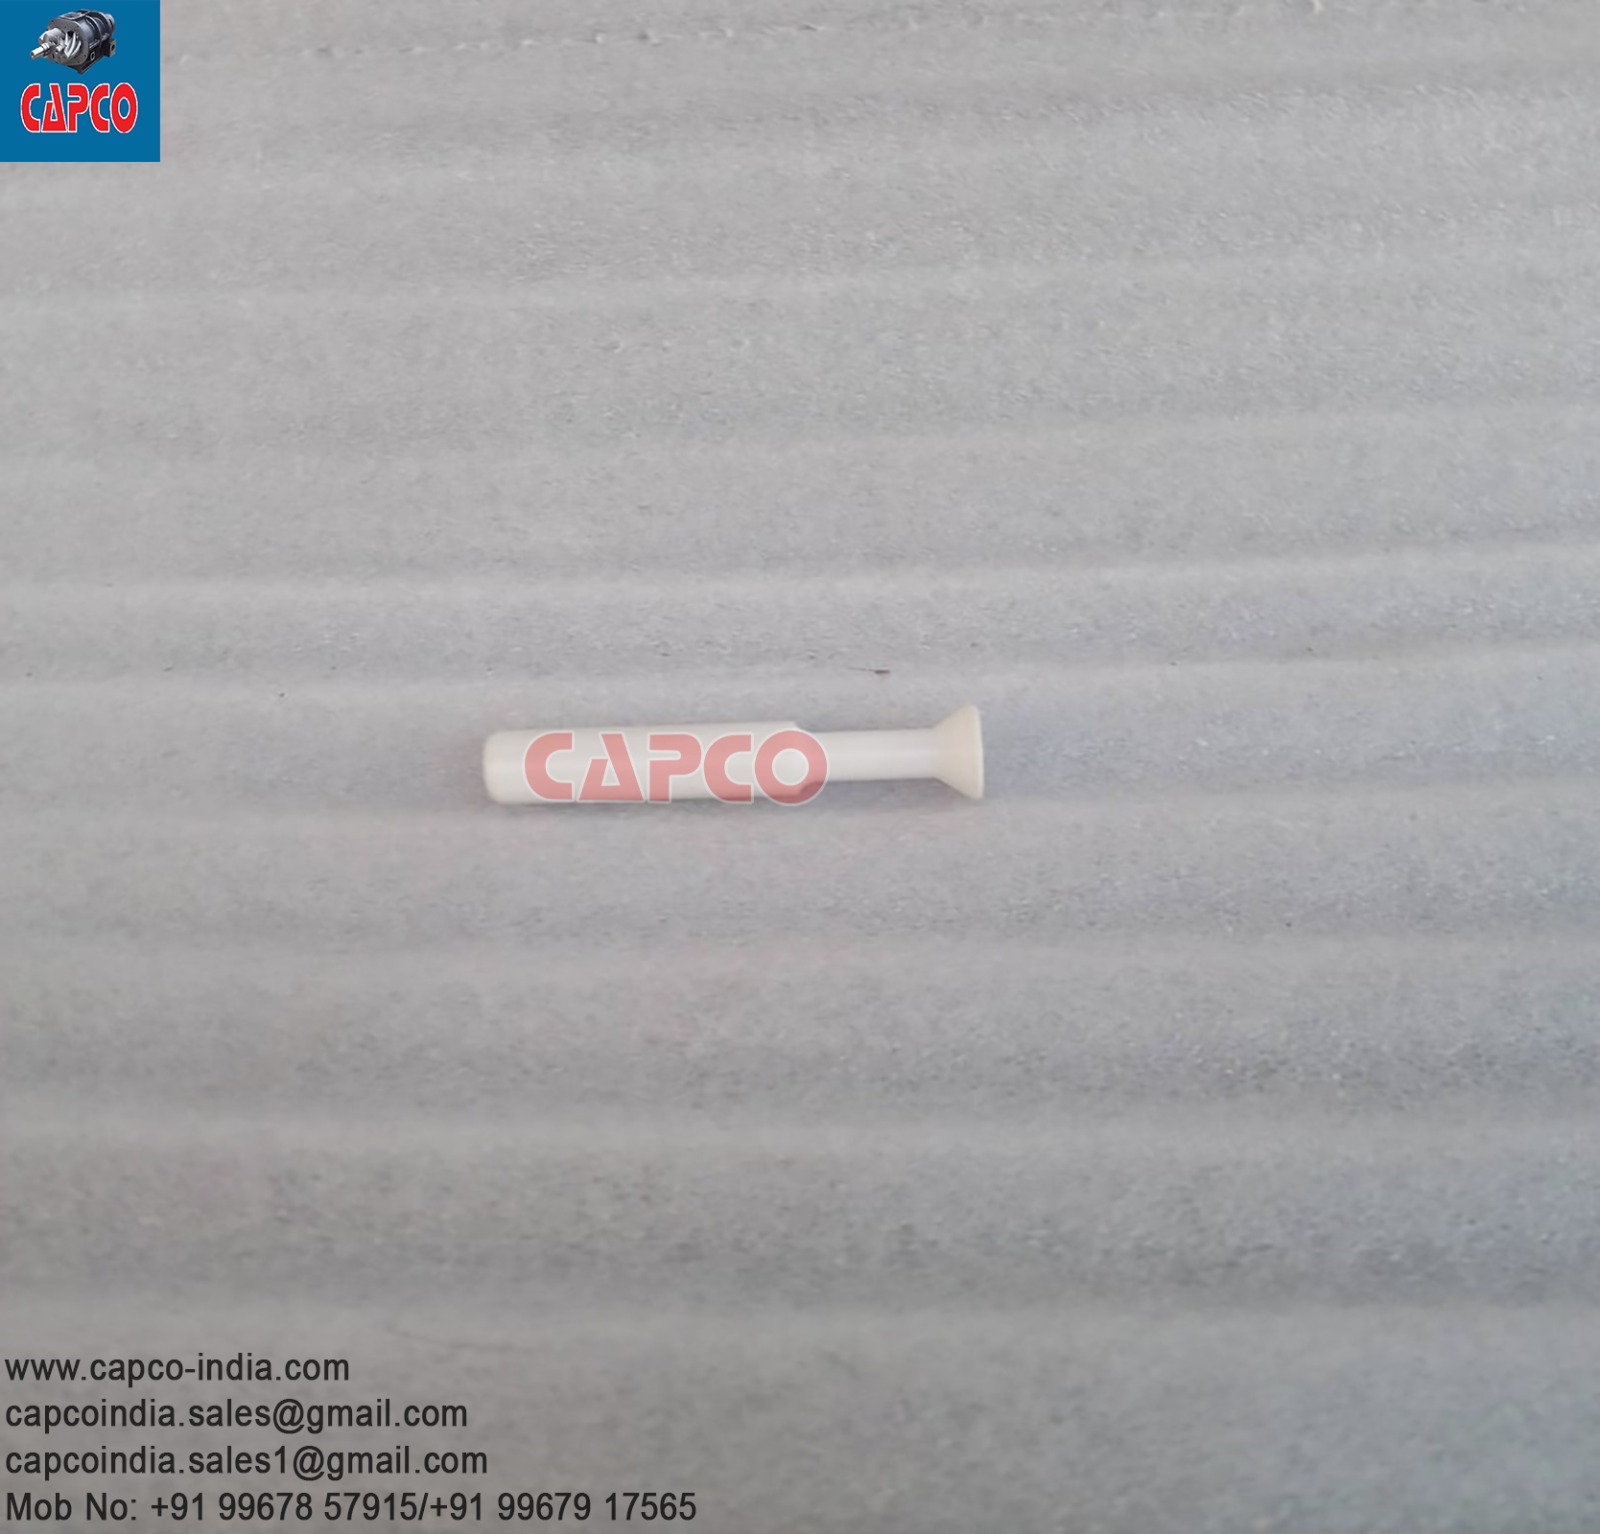 CAPCO
CAPCO
www.capco-india.com
capcoindia.sales@gmail.com
capcoindia.sales1@gmail.com
Mob No: +91 99678 57915/+91 99679 17565